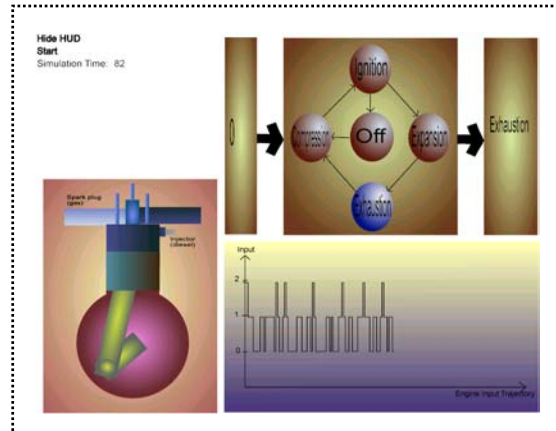 Hide HUD
Start
Simulation Time: 82
0
Ignition
Compression
Off
Expansion
Exhaustion
Exhaustion
Spark plug
(gas)
Injector
(diesel)
Input
2
1
0
Engine Input Trajectory